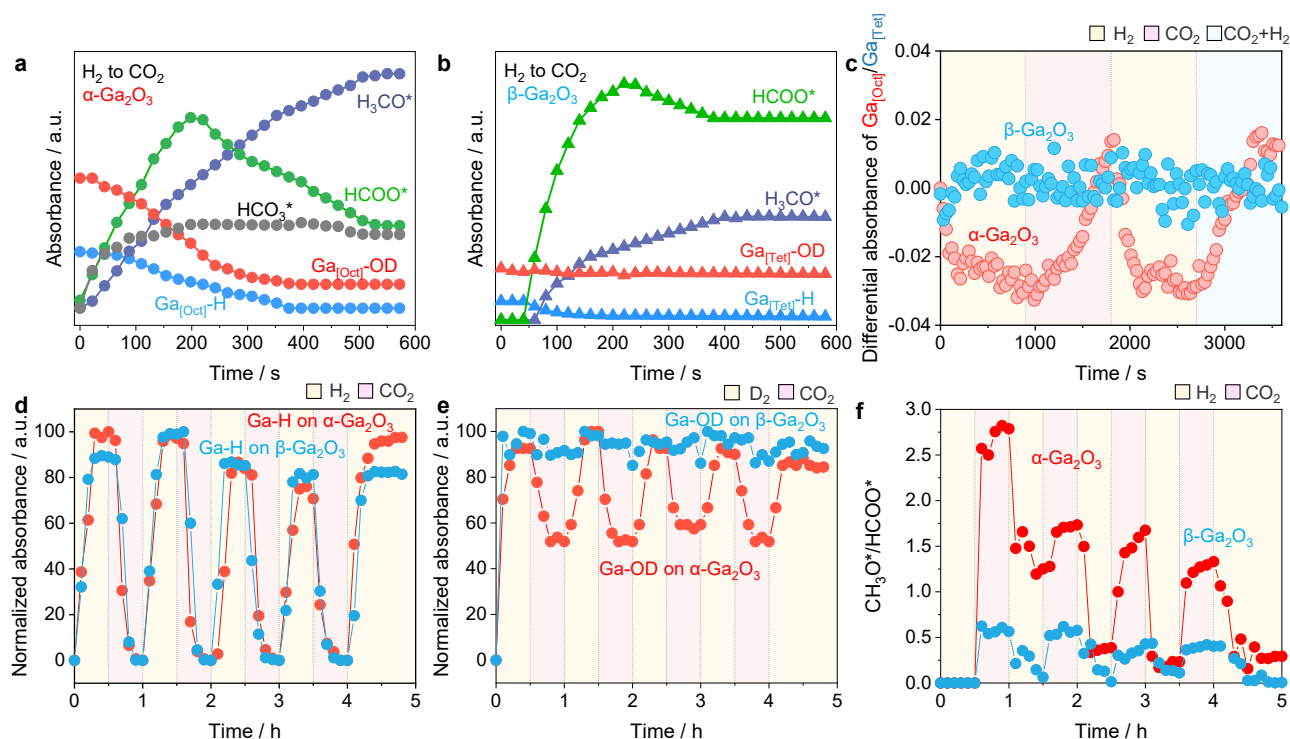 a
H₂ to CO₂
α-Ga₂O₃
H₃CO*
HCOO*
HCO₃*
Ga[Oct]-OD
Ga[Oct]-H
Absorbance / a.u.
0 100 200 300 400 500 600
Time / s
b
H₂ to CO₂
β-Ga₂O₃
HCOO*
H₃CO*
Ga[Tet]-OD
Ga[Tet]-H
Absorbance / a.u.
0 100 200 300 400 500 600
Time / s
c
H₂ CO₂ CO₂+H₂
Differential absorbance of Ga[Oct]/Ga[Tet]
0.04
0.02
0.00
-0.02
-0.04
β-Ga₂O₃
α-Ga₂O₃
0 1000 2000 3000
Time / s
d
H₂ CO₂
Ga-H on α-Ga₂O₃
Ga-H on β-Ga₂O₃
Normalized absorbance / a.u.
100
80
60
40
20
0
0 1 2 3 4 5
Time / h
e
D₂ CO₂
Ga-OD on β-Ga₂O₃
Ga-OD on α-Ga₂O₃
Normalized absorbance / a.u.
100
80
60
40
20
0
0 1 2 3 4 5
Time / h
f
H₂ CO₂
α-Ga₂O₃
β-Ga₂O₃
CH₃O*/HCOO*
3.0
2.5
2.0
1.5
1.0
0.5
0.0
0 1 2 3 4 5
Time / h